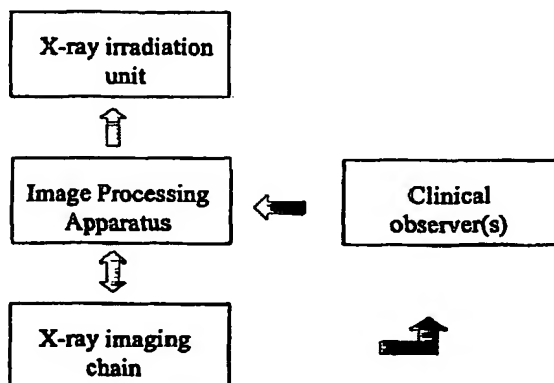 X-ray irradiation
unit
Image Processing
Apparatus
Clinical
observer(s)
X-ray imaging
chain